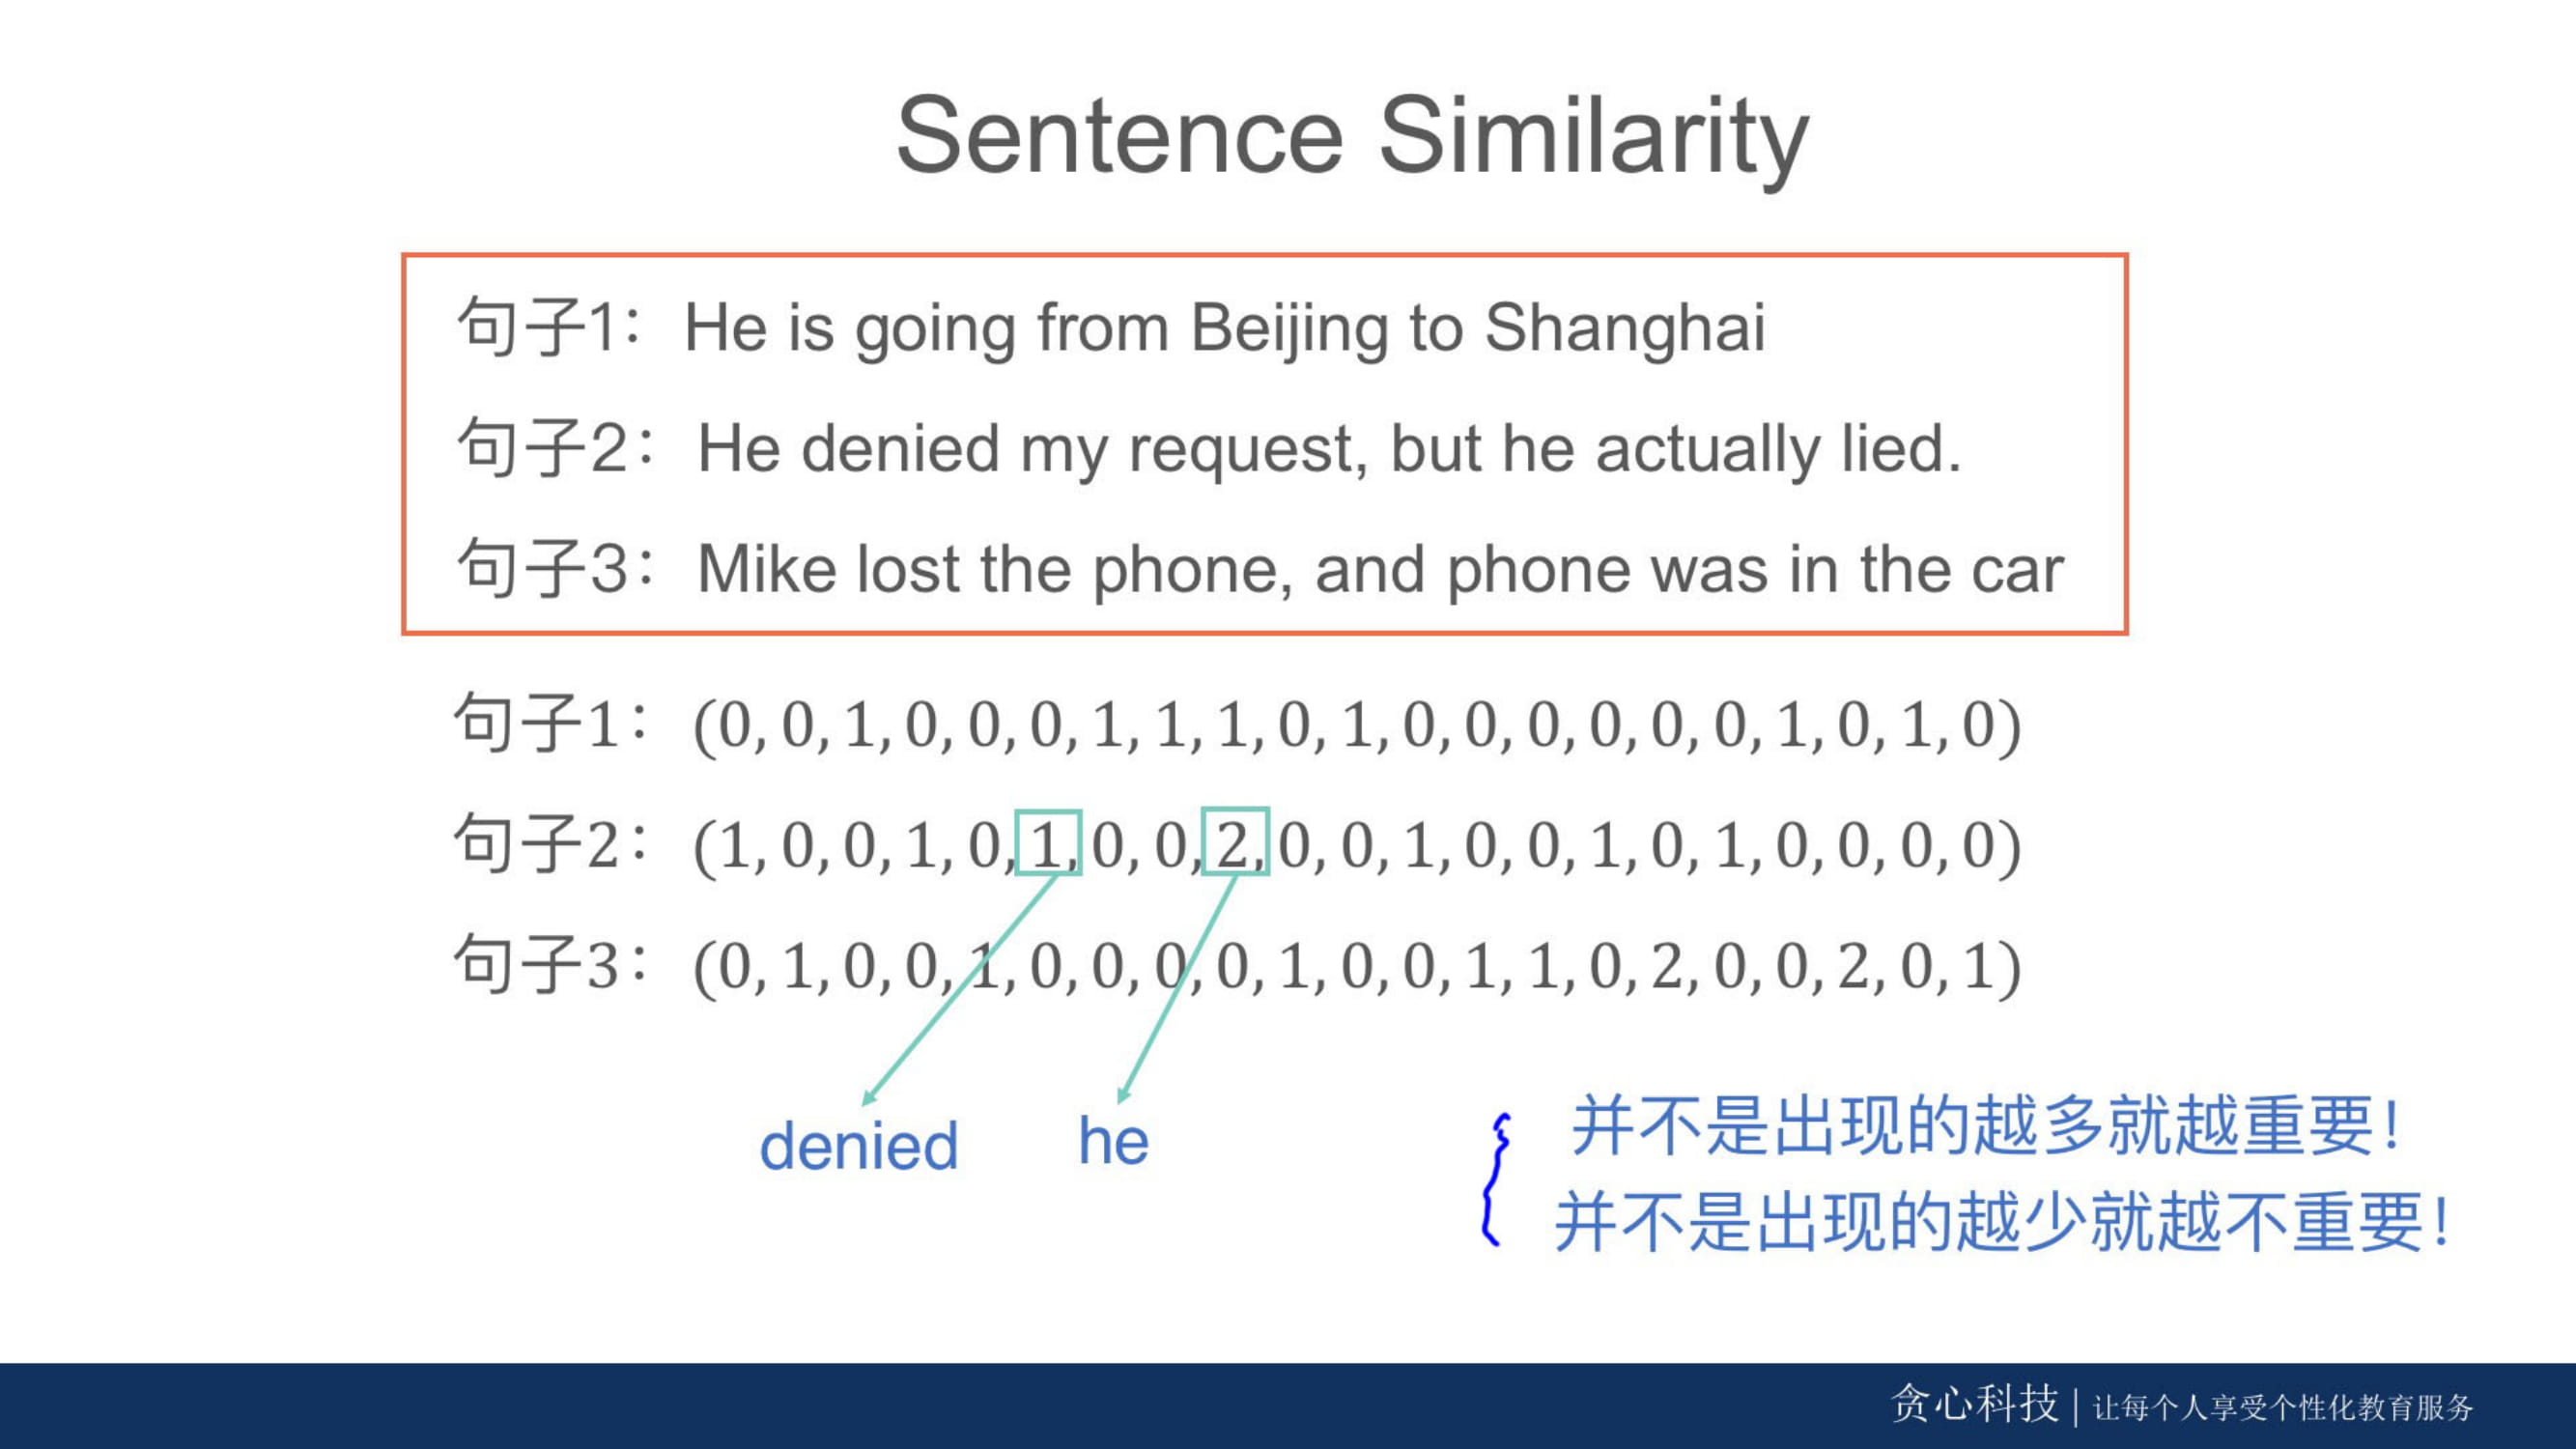 Sentence Similarity
句子1：He is going from Beijing to Shanghai
句子2：He denied my request, but he actually lied.
句子3：Mike lost the phone, and phone was in the car
句子1：(0, 0, 1, 0, 0, 0, 1, 1, 1, 0, 1, 0, 0, 0, 0, 0, 0, 1, 0, 1, 0)
句子2：(1, 0, 0, 1, 0, 1, 0, 0, 2, 0, 0, 1, 0, 0, 1, 0, 1, 0, 0, 0, 0)
句子3：(0, 1, 0, 0, 1, 0, 0, 0, 0, 1, 0, 0, 1, 1, 0, 2, 0, 0, 2, 0, 1)
denied he
并不是出现的越多就越重要！
并不是出现的越少就越不重要！
贪心科技 | 让每个人享受个性化教育服务